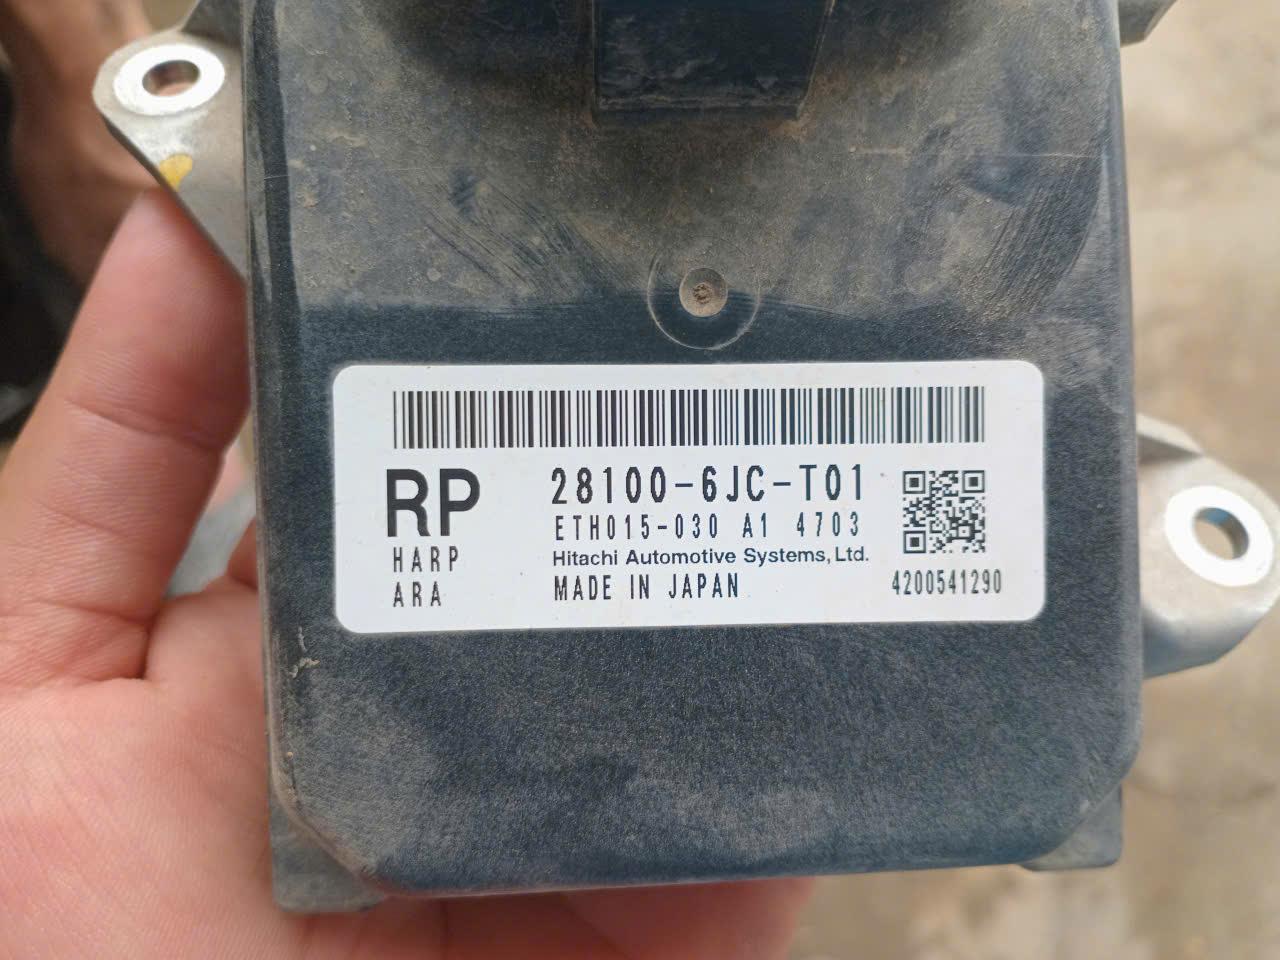 RP 28100-6JC-T01
ETH015-030 A1 4703
HARP Hitachi Automotive Systems, Ltd.
ARA MADE IN JAPAN 4200541290